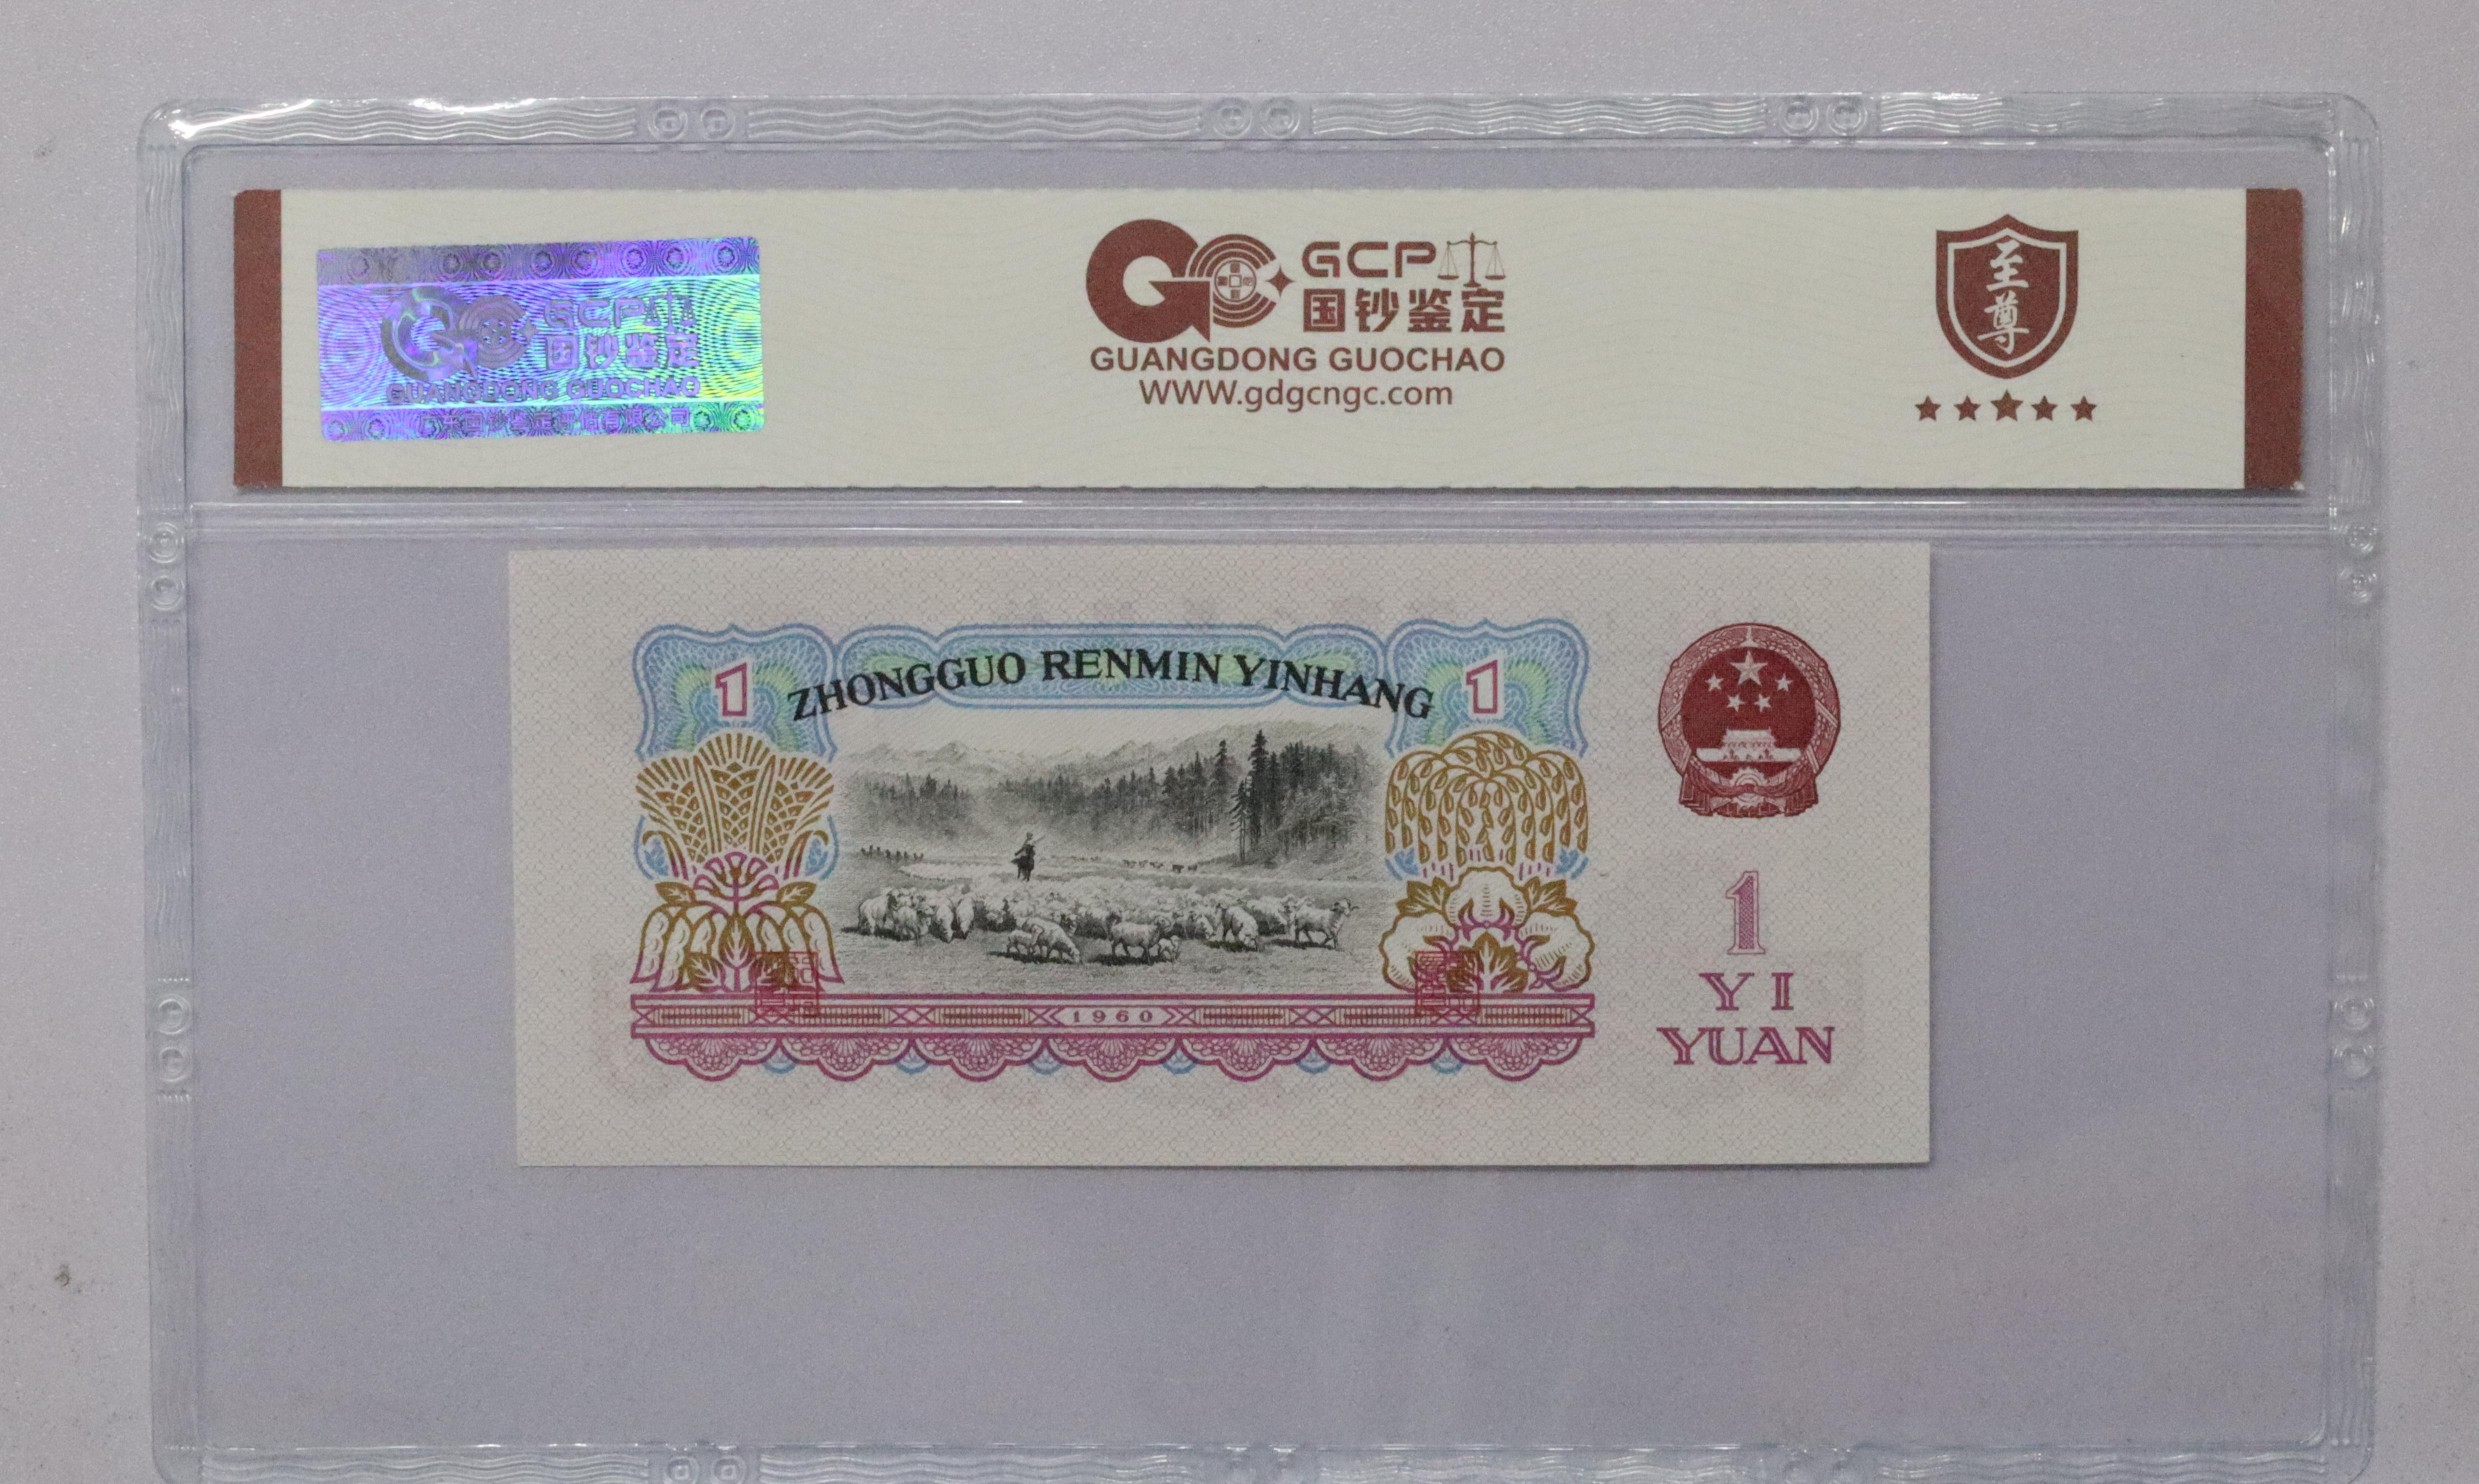 GCP
国钞鉴定
GUANGDONG GUOCHAO
GCP
国钞鉴定
GUANGDONG GUOCHAO
WWW.gdgcngc.com
至
尊
1
ZHONGGUO RENMIN YINHANG
1
1
YI
YUAN
1960